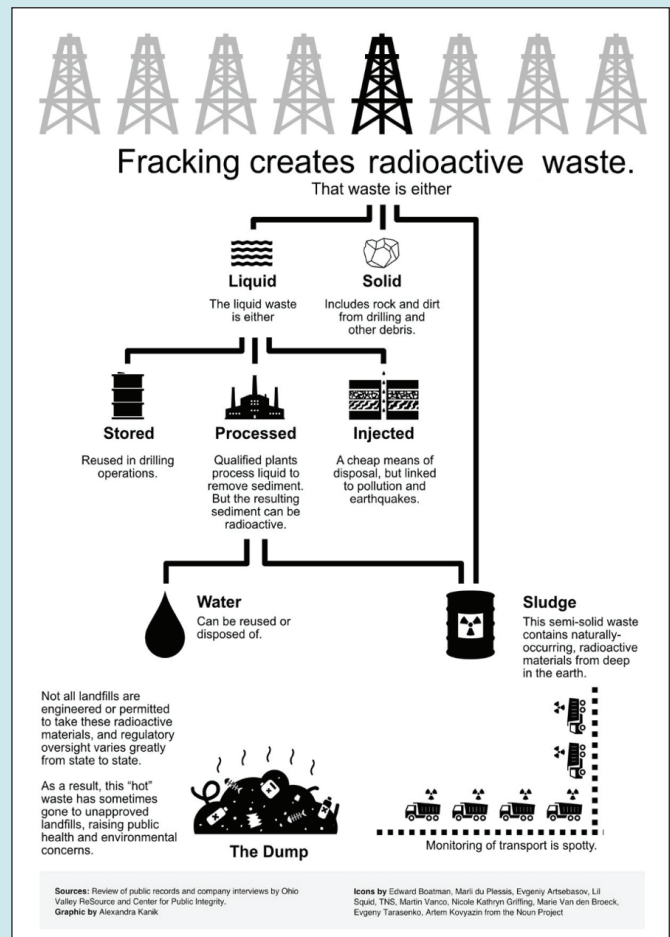 Fracking creates radioactive waste.
That waste is either
Liquid
The liquid waste
is either
Solid
Includes rock and dirt
from drilling and
other debris.
Stored
Reused in drilling
operations.
Processed
Qualified plants
process liquid to
remove sediment.
But the resulting
sediment can be
radioactive.
Injected
A cheap means of
disposal, but linked
to pollution and
earthquakes.
Water
Can be reused or
disposed of.
Sludge
This semi-solid waste
contains naturally-
occurring, radioactive
materials from deep
in the earth.
Not all landfills are
engineered or permitted
to take these radioactive
materials, and regulatory
oversight varies greatly
from state to state.
As a result, this “hot”
waste has sometimes
gone to unapproved
landfills, raising public
health and environmental
concerns.
The Dump
Monitoring of transport is spotty.
Sources: Review of public records and company interviews by Ohio
Valley ReSource and Center for Public Integrity.
Graphic by Alexandra Kanik
Icons by Edward Boatman, Marli du Plessis, Evgeniy Artsebasov, Lil
Squid, TNS, Martin Vanco, Nicole Kathryn Griffing, Marie Van den Broeck,
Evgeny Tarasenko, Artem Kovyazin from the Noun Project